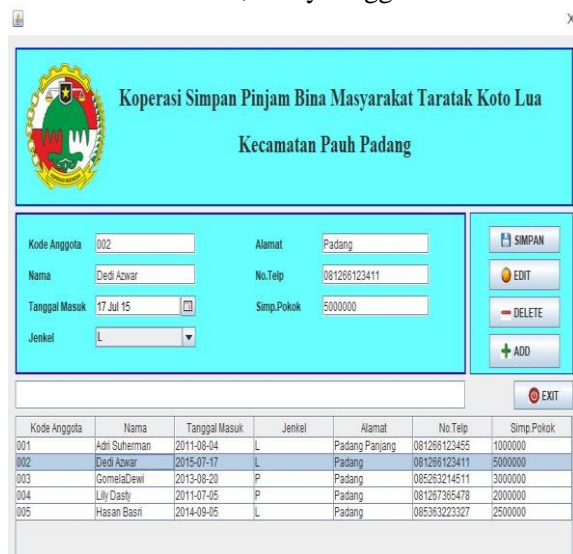 X
Koperasi Simpan Pinjam Bina Masyarakat Taratak Koto Lua
Kecamatan Pauh Padang
Kode Anggota 002 Alamat Padang SIMPAN
Nama Dedi Azwar No.Telp 081266123411 EDIT
Tanggal Masuk 17 Jul 15 Simp.Pokok 5000000 DELETE
Jenkel L ADD
EXIT
Kode Anggota Nama Tanggal Masuk Jenkel Alamat No.Telp Simp.Pokok
001 Adri Suherman 2011-08-04 L Padang Panjang 081266123455 1000000
002 Dedi Azwar 2015-07-17 L Padang 081266123411 5000000
003 GomelaDewi 2013-08-20 P Padang 085263214511 3000000
004 Lily Dasty 2011-07-05 P Padang 081267365478 2000000
005 Hasan Basri 2014-09-05 L Padang 085363223327 2500000